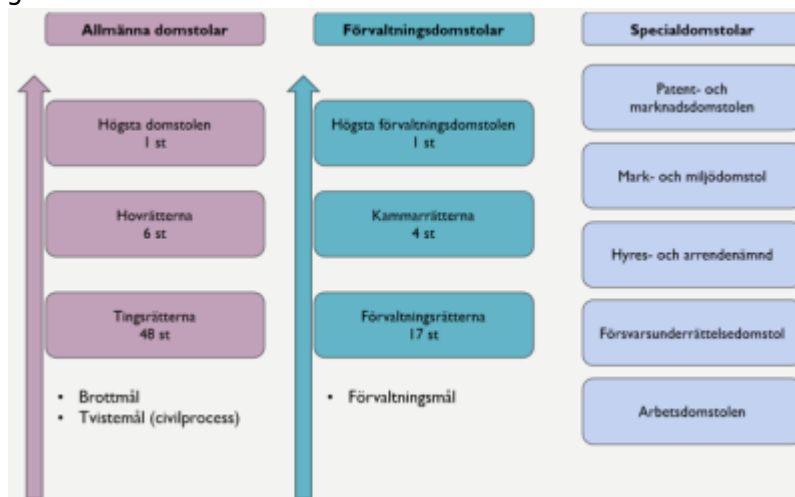 Allmänna domstolar
Högsta domstolen
1 st
Hovrätterna
6 st
Tingsrätterna
48 st
• Brottmål
• Tvistemål (civilprocess)
Förvaltningsdomstolar
Högsta förvaltningsdomstolen
1 st
Kammarrätterna
4 st
Förvaltningsrätterna
17 st
• Förvaltningsmål
Specialdomstolar
Patent- och
marknadsdomstolen
Mark- och miljödomstol
Hyres- och arrendenämnd
Försvarsunderrättelsedomstol
Arbetsdomstolen